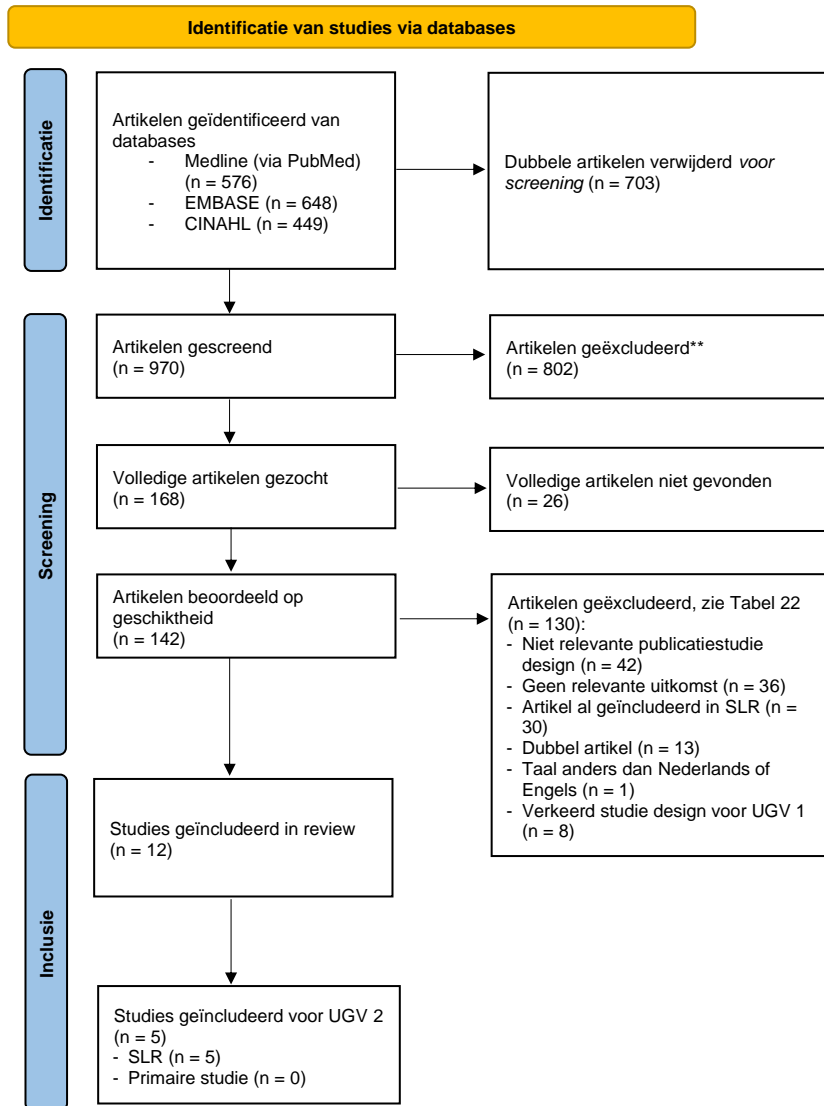 Identificatie van studies via databases
Identificatie
Artikelen geïdentificeerd van
databases
- Medline (via PubMed)
(n = 576)
- EMBASE (n = 648)
- CINAHL (n = 449)
Dubbele artikelen verwijderd voor
screening (n = 703)
Screening
Artikelen gescreend
(n = 970)
Artikelen geëxcludeerd**
(n = 802)
Volledige artikelen gezocht
(n = 168)
Volledige artikelen niet gevonden
(n = 26)
Artikelen beoordeeld op
geschiktheid
(n = 142)
Artikelen geëxcludeerd, zie Tabel 22
(n = 130):
- Niet relevante publicatiestudie
design (n = 42)
- Geen relevante uitkomst (n = 36)
- Artikel al geïncludeerd in SLR (n =
30)
- Dubbel artikel (n = 13)
- Taal anders dan Nederlands of
Engels (n = 1)
- Verkeerd studie design voor UGV 1
(n = 8)
Inclusie
Studies geïncludeerd in review
(n = 12)
Studies geïncludeerd voor UGV 2
(n = 5)
- SLR (n = 5)
- Primaire studie (n = 0)